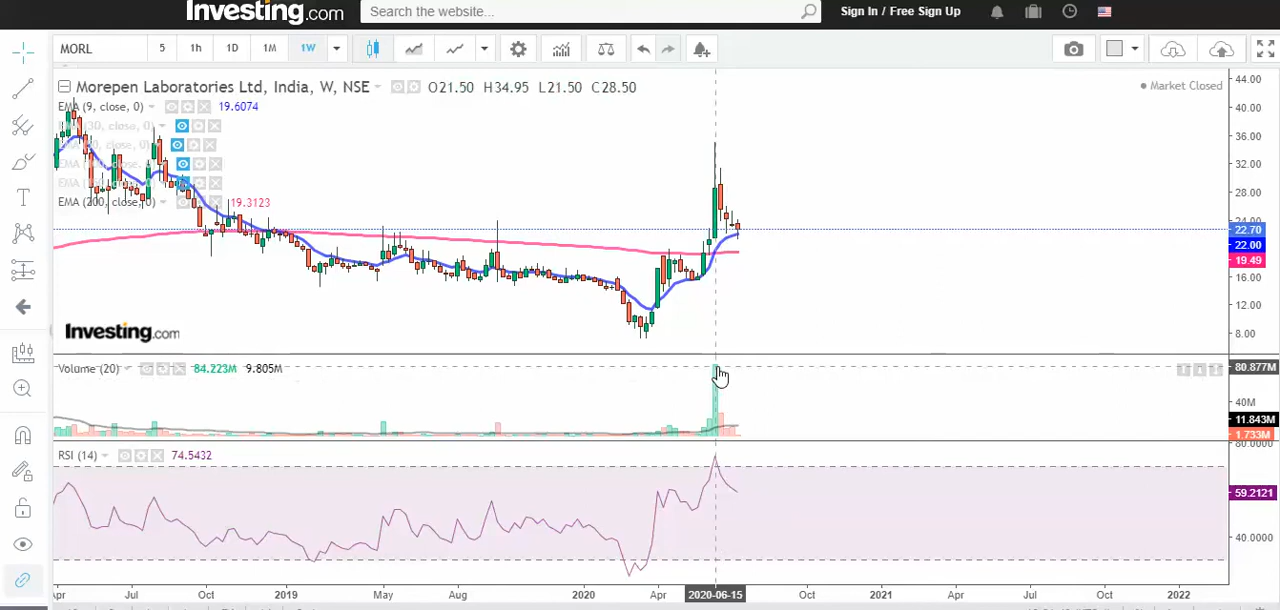 Investing.com Search the website... Sign In / Free Sign Up
MORL 5 1h 1D 1M 1W
Morepen Laboratories Ltd, India, W, NSE O21.50 H34.95 L21.50 C28.50
Market Closed
EMA (9, close, 0) 19.6074
EMA (30, close, 0)
EMA (200, close, 0) 19.3123
44.00
40.00
36.00
32.00
28.00
24.00
22.70
22.00
19.49
16.00
12.00
8.00
Investing.com
Volume (20) 84.223M 9.805M
80.877M
40M
11.843M
1.733M
80.0000
RSI (14) 74.5432
59.2121
40.0000
Apr Jul Oct 2019 May Aug 2020 Apr 2020-06-15 Oct 2021 Apr Jul Oct 2022